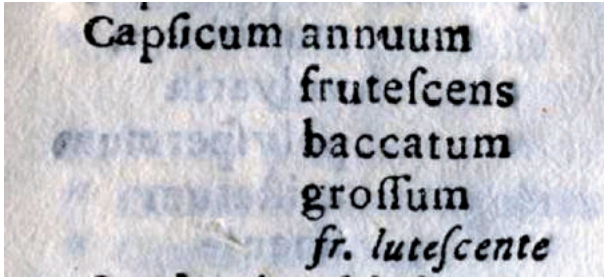 Capſicum annuum
fruteſcens
baccatum
groſſum
fr. luteſcente